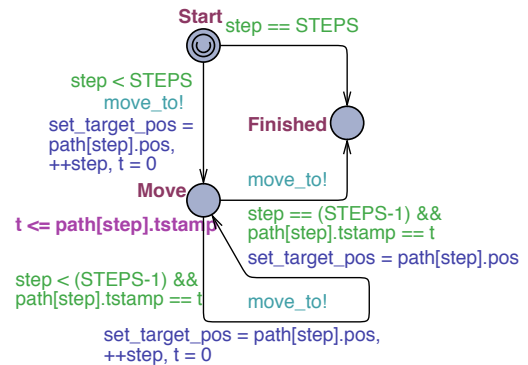 Start
step == STEPS
step < STEPS
move_to!
set_target_pos =
path[step].pos,
++step, t = 0
Finished
Move
move_to!
t <= path[step].tstamp
step == (STEPS-1) &&
path[step].tstamp == t
set_target_pos = path[step].pos
step < (STEPS-1) &&
path[step].tstamp == t
move_to!
set_target_pos = path[step].pos,
++step, t = 0